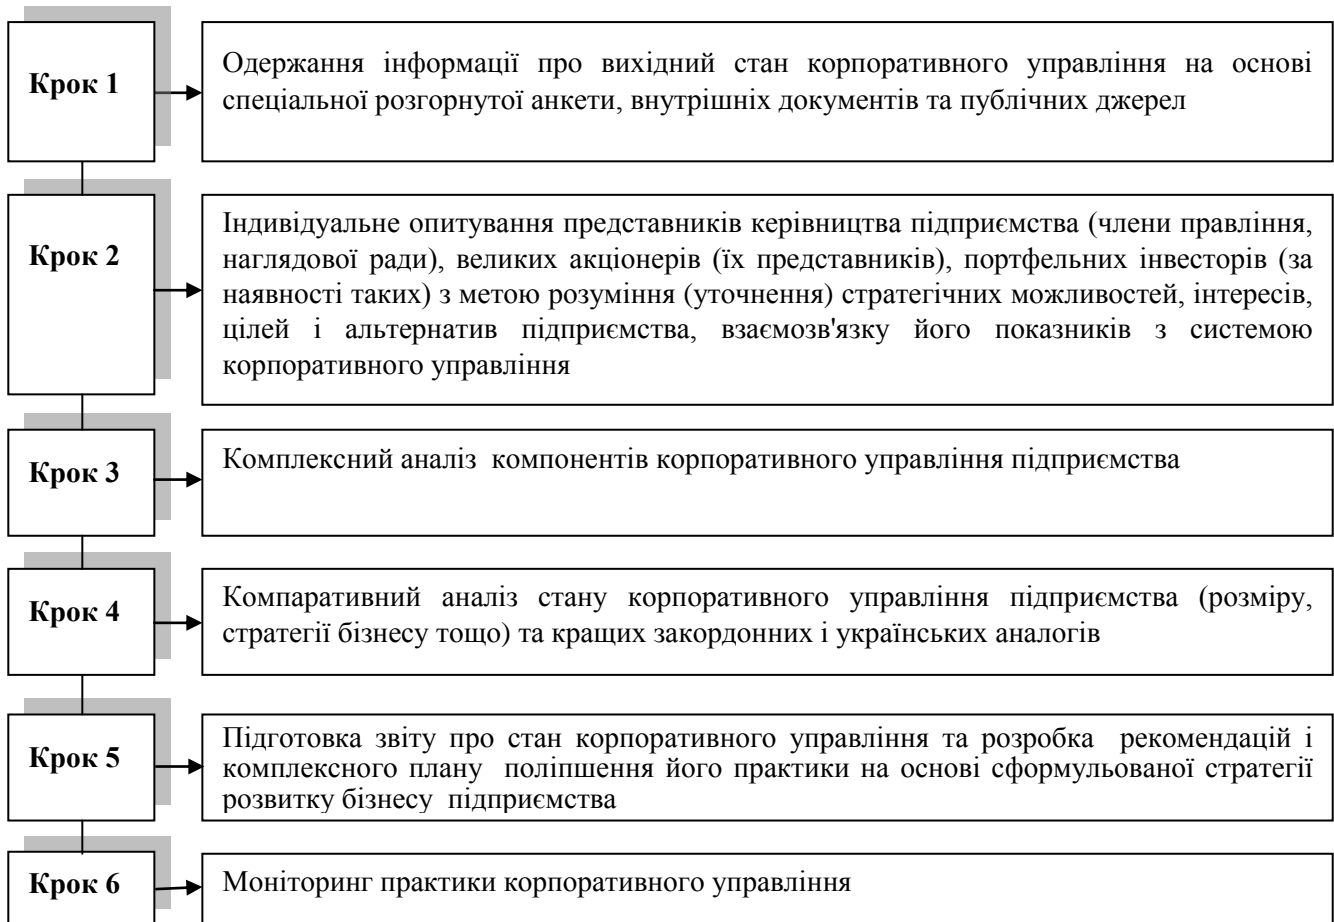 Крок 1
Одержання інформації про вихідний стан корпоративного управління на основі
спеціальної розгорнутої анкети, внутрішніх документів та публічних джерел
Крок 2
Індивідуальне опитування представників керівництва підприємства (члени правління,
наглядової ради), великих акціонерів (їх представників), портфельних інвесторів (за
наявності таких) з метою розуміння (уточнення) стратегічних можливостей, інтересів,
цілей і альтернатив підприємства, взаємозв'язку його показників з системою
корпоративного управління
Крок 3
Комплексний аналіз компонентів корпоративного управління підприємства
Крок 4
Компаративний аналіз стану корпоративного управління підприємства (розміру,
стратегії бізнесу тощо) та кращих закордонних і українських аналогів
Крок 5
Підготовка звіту про стан корпоративного управління та розробка рекомендацій і
комплексного плану поліпшення його практики на основі сформульованої стратегії
розвитку бізнесу підприємства
Крок 6
Моніторинг практики корпоративного управління